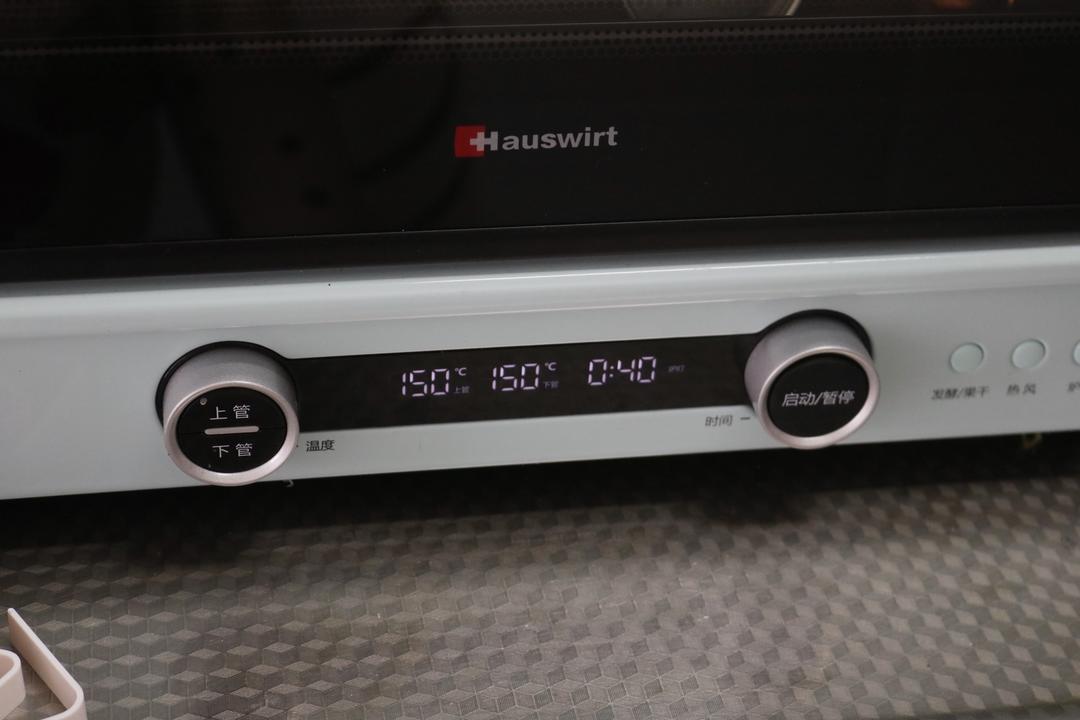 Hauswirt
150℃ 上管 150℃ 下管 0:40
上管
下管
温度
时间
启动/暂停
发酵/果干
热风
炉